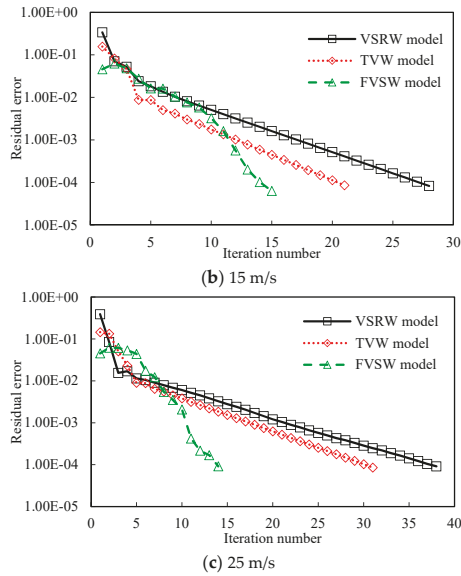 1.00E+00
1.00E-01
1.00E-02
1.00E-03
1.00E-04
1.00E-05
Residual error
VSRW model
TVW model
FVSW model
0 5 10 15 20 25 30
Iteration number
(b) 15 m/s
1.00E+00
1.00E-01
1.00E-02
1.00E-03
1.00E-04
1.00E-05
Residual error
VSRW model
TVW model
FVSW model
0 5 10 15 20 25 30 35 40
Iteration number
(c) 25 m/s